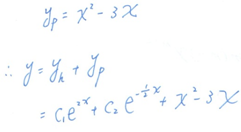 y_p = x² - 3x
∴ y = y_h + y_p
= c₁e^{2x} + c₂e^{-½x} + x² - 3x